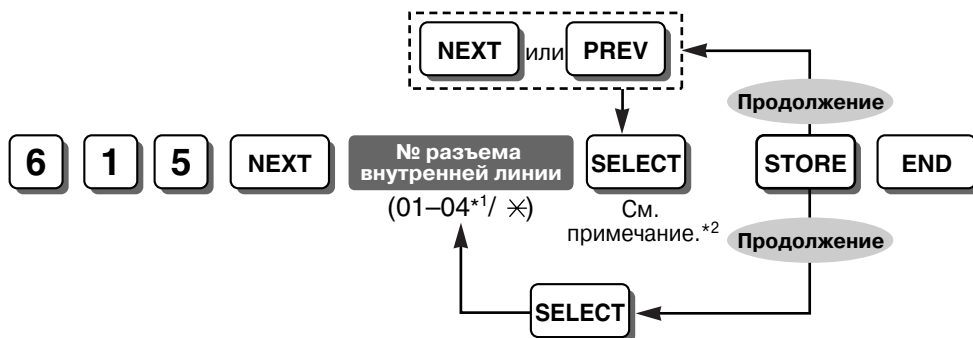 NEXT или PREV
Продолжение
6 1 5 NEXT № разъема внутренней линии SELECT STORE END
(01–04*1/ ✳)
См. примечание.*2
Продолжение
SELECT